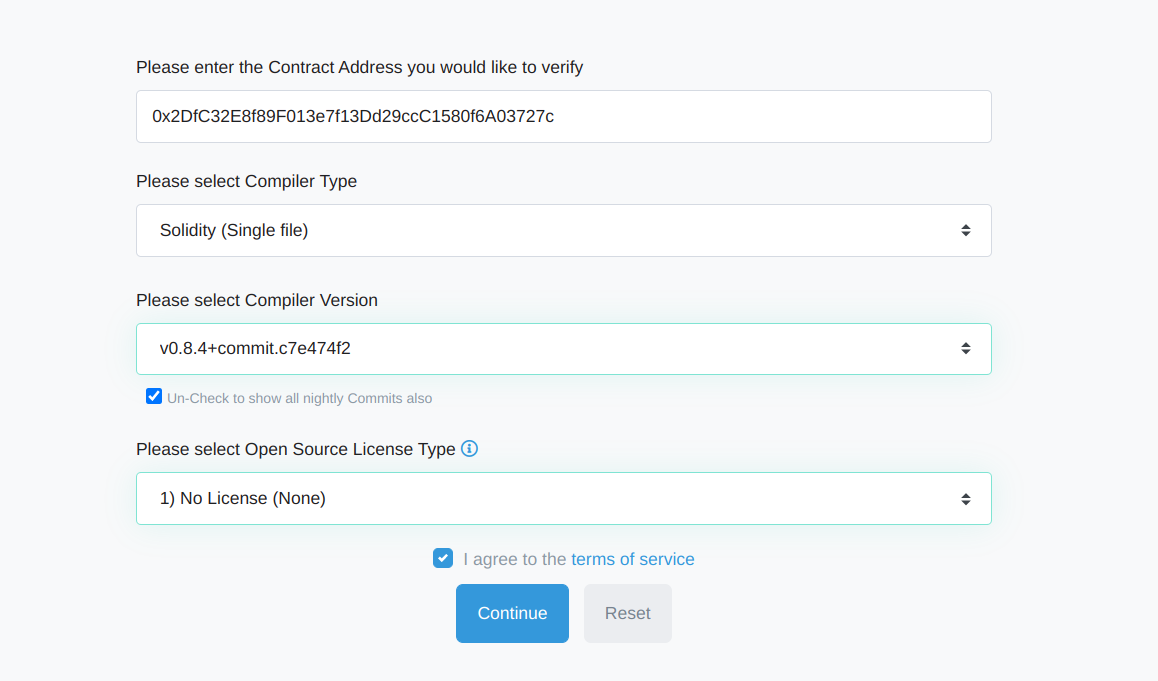 Please enter the Contract Address you would like to verify
0x2DfC32E8f89F013e7f13Dd29ccC1580f6A03727c
Please select Compiler Type
Solidity (Single file)
Please select Compiler Version
v0.8.4+commit.c7e474f2
Un-Check to show all nightly Commits also
Please select Open Source License Type
1) No License (None)
I agree to the terms of service
Continue Reset